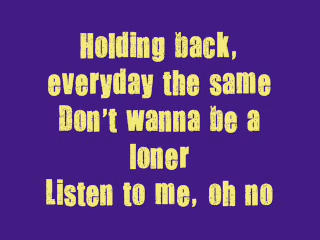 Holding back,
everyday the same
Don't wanna be a
loner
Listen to me, oh no